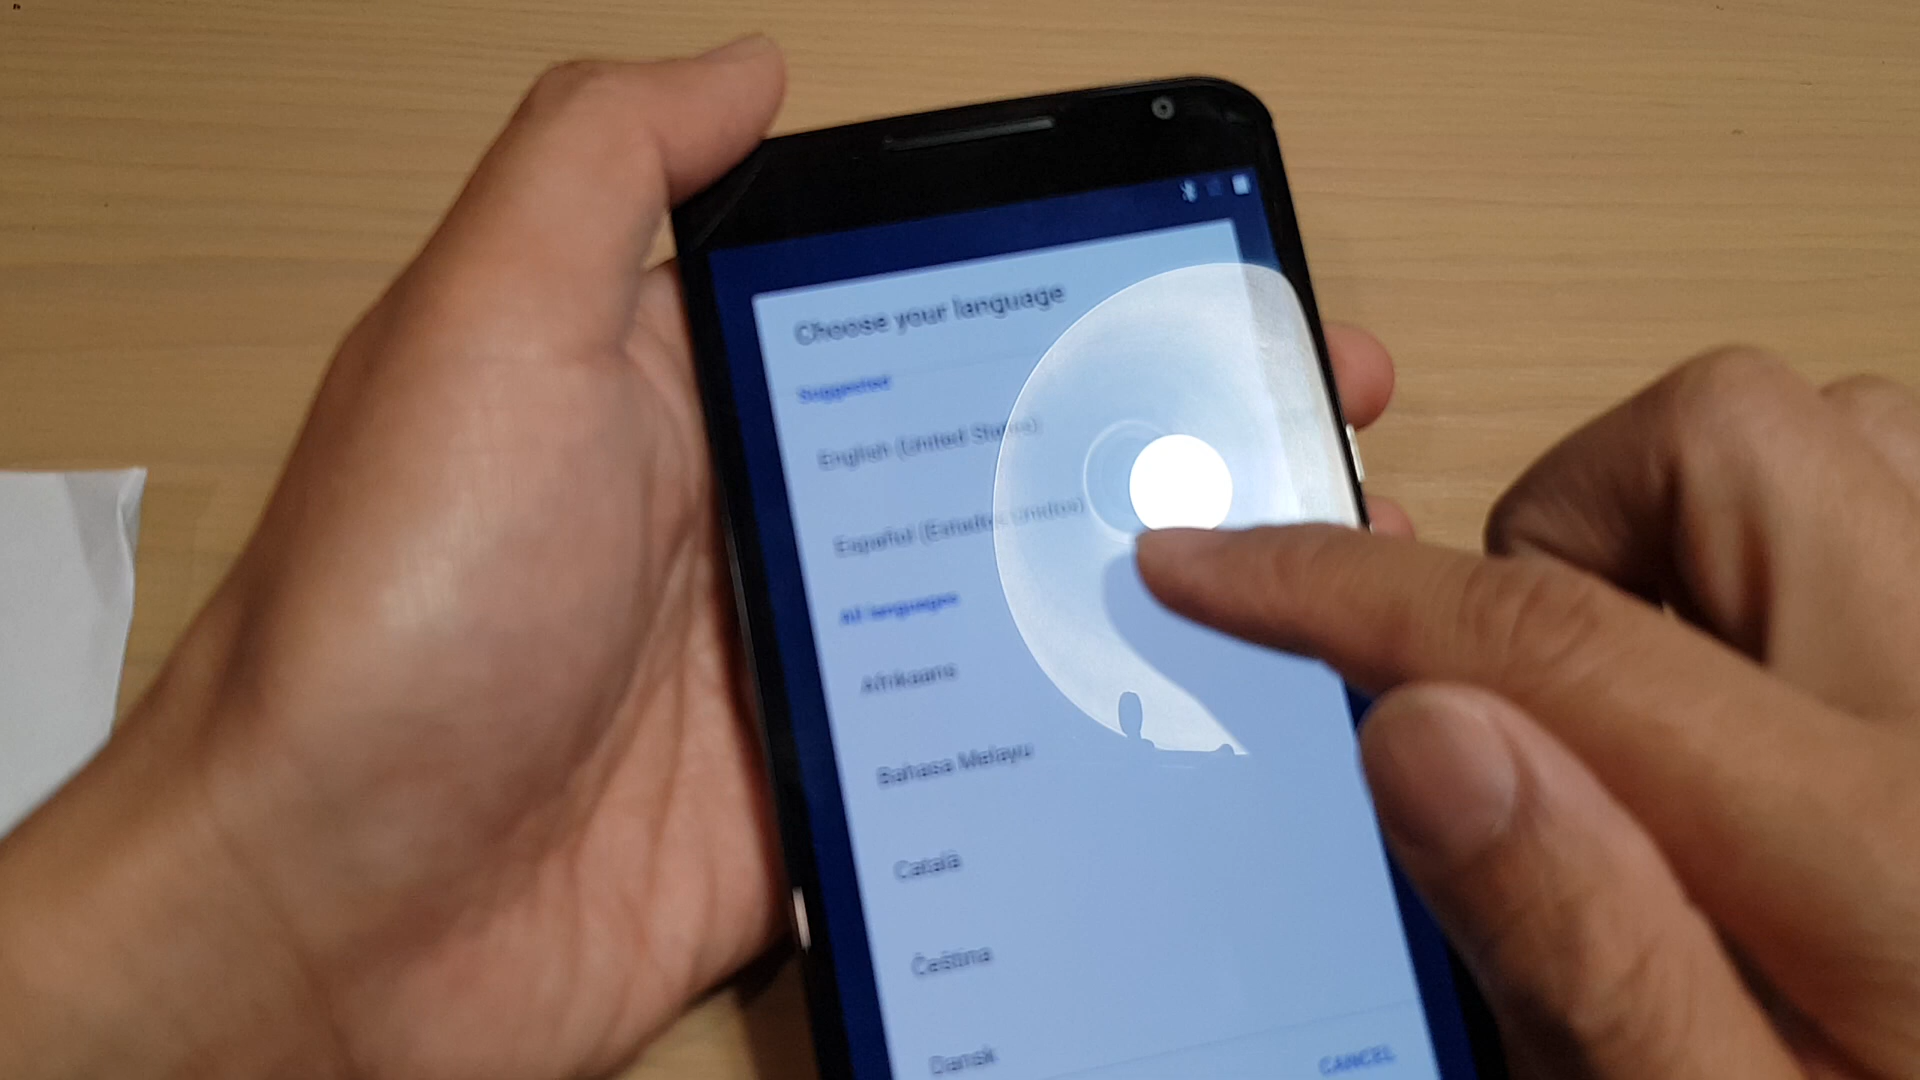 Choose your language
Suggested
English (United States)
Español (Estados Unidos)
All languages
Afrikaans
Bahasa Melayu
Català
Čeština
Dansk
CANCEL